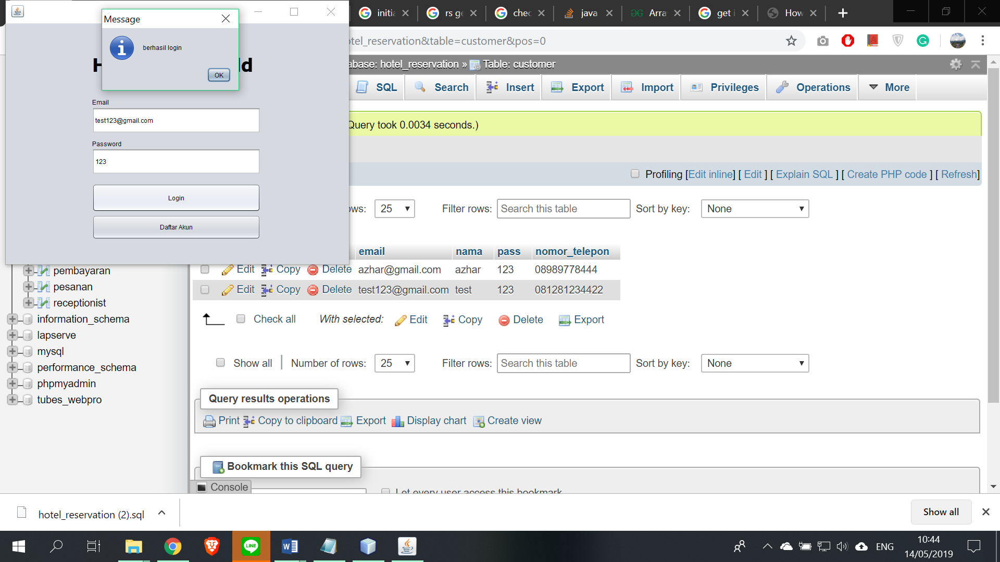 Message
berhasil login
OK
H
ld
Email
test123@gmail.com
Password
123
Login
Daftar Akun
initi
rs ge
chec
java
Arra
get i
How
otel_reservation&table=customer&pos=0
abase: hotel_reservation » Table: customer
SQL Search Insert Export Import Privileges Operations More
Query took 0.0034 seconds.)
Profiling [Edit inline] [ Edit ] [ Explain SQL ] [ Create PHP code ] [ Refresh]
ows: 25 Filter rows: Search this table Sort by key: None
email nama pass nomor_telepon
Edit Copy Delete azhar@gmail.com azhar 123 08989778444
Edit Copy Delete test123@gmail.com test 123 081281234422
Check all With selected: Edit Copy Delete Export
Show all Number of rows: 25 Filter rows: Search this table Sort by key: None
Query results operations
Print Copy to clipboard Export Display chart Create view
Bookmark this SQL query
Console
Let every user access this bookmark
pembayaran
pesanan
receptionist
information_schema
lapserve
mysql
performance_schema
phpmyadmin
tubes_webpro
hotel_reservation (2).sql
Show all
LINE
ENG
10:44
14/05/2019